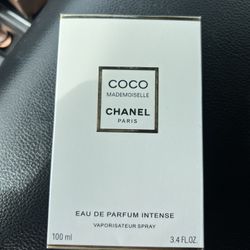 COCO
MADEMOISELLE
CHANEL
PARIS
EAU DE PARFUM INTENSE
VAPORISATEUR SPRAY
100 ml
3.4 FL.OZ.